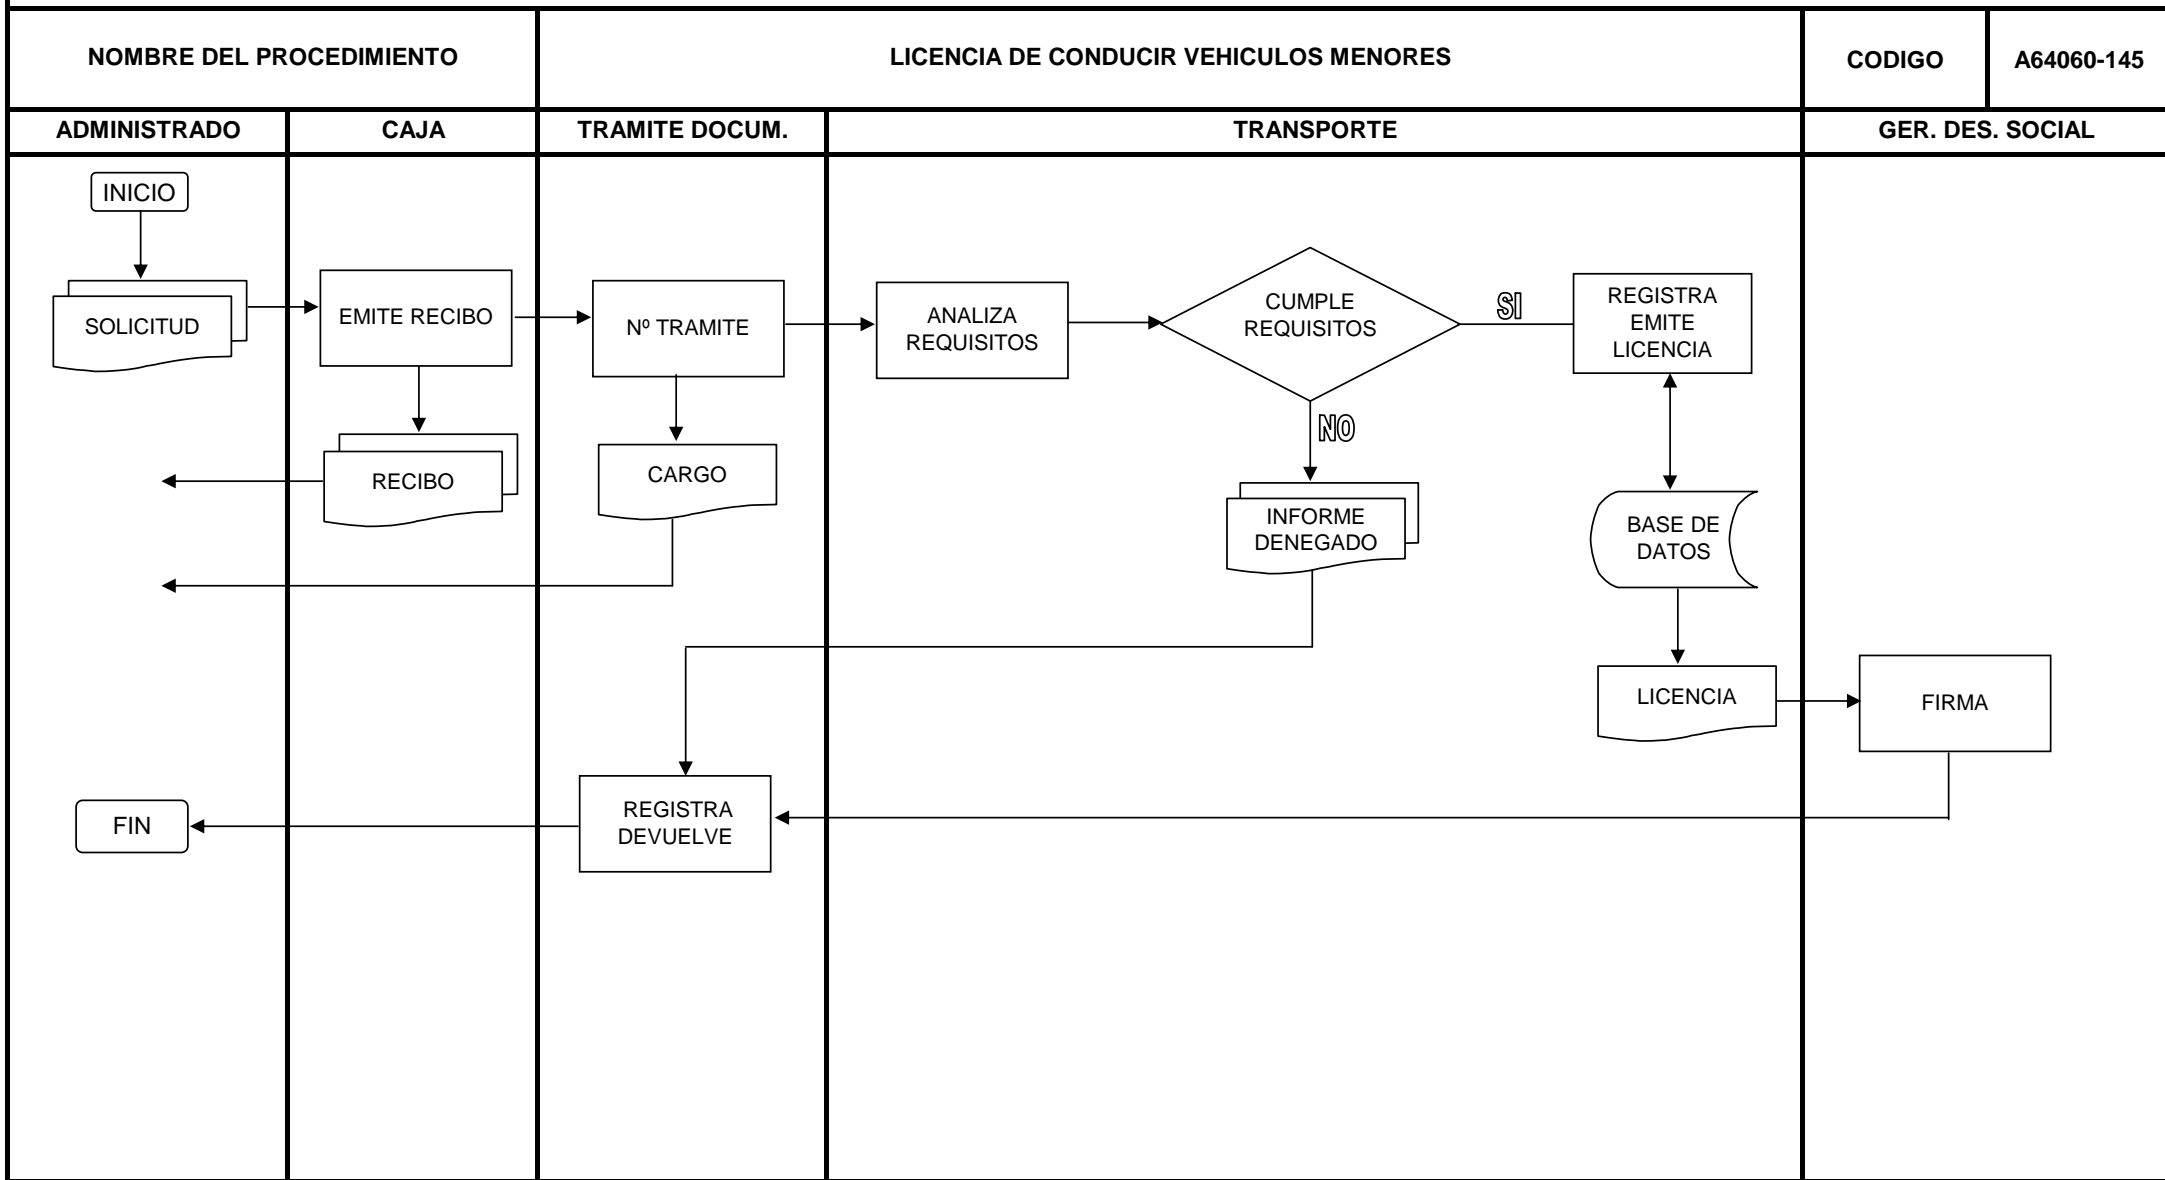 NOMBRE DEL PROCEDIMIENTO
LICENCIA DE CONDUCIR VEHICULOS MENORES
CODIGO
A64060-145
ADMINISTRADO
CAJA
TRAMITE DOCUM.
TRANSPORTE
GER. DES. SOCIAL
INICIO
SOLICITUD
EMITE RECIBO
Nº TRAMITE
ANALIZA
REQUISITOS
CUMPLE
REQUISITOS
SI
REGISTRA
EMITE
LICENCIA
NO
RECIBO
CARGO
INFORME
DENEGADO
BASE DE
DATOS
LICENCIA
FIRMA
REGISTRA
DEVUELVE
FIN